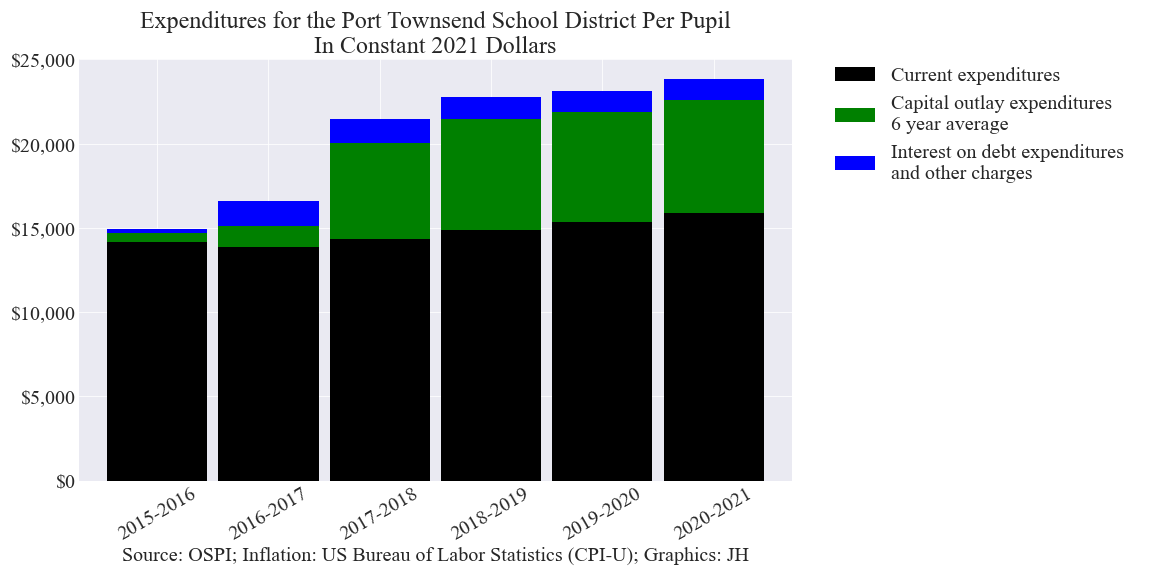 Expenditures for the Port Townsend School District Per Pupil
In Constant 2021 Dollars
$25,000
$20,000
$15,000
$10,000
$5,000
$0
2015-2016
2016-2017
2017-2018
2018-2019
2019-2020
2020-2021
Source: OSPI; Inflation: US Bureau of Labor Statistics (CPI-U); Graphics: JH
Current expenditures
Capital outlay expenditures
6 year average
Interest on debt expenditures
and other charges